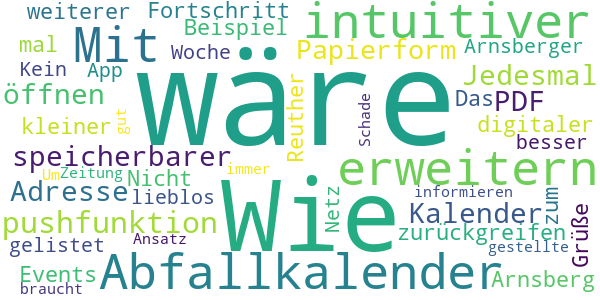 weiterer Fortschritt intuitiver
mal Mit Beispiel
Kein App Woche Papierform Arnsberger
öffnen wäre Jedesmal
kleiner gut Reuther Schade Das PDF
digitaler
speicherbarer erweitern besser
Um Zeitung Nicht immer
Adresse lieblos Wie Netz informieren
pushfunktion Kalender zum Grüße
gelistet Ansatz zurückgreifen
gestellte
Events Abfallkalender Arnsberg
braucht